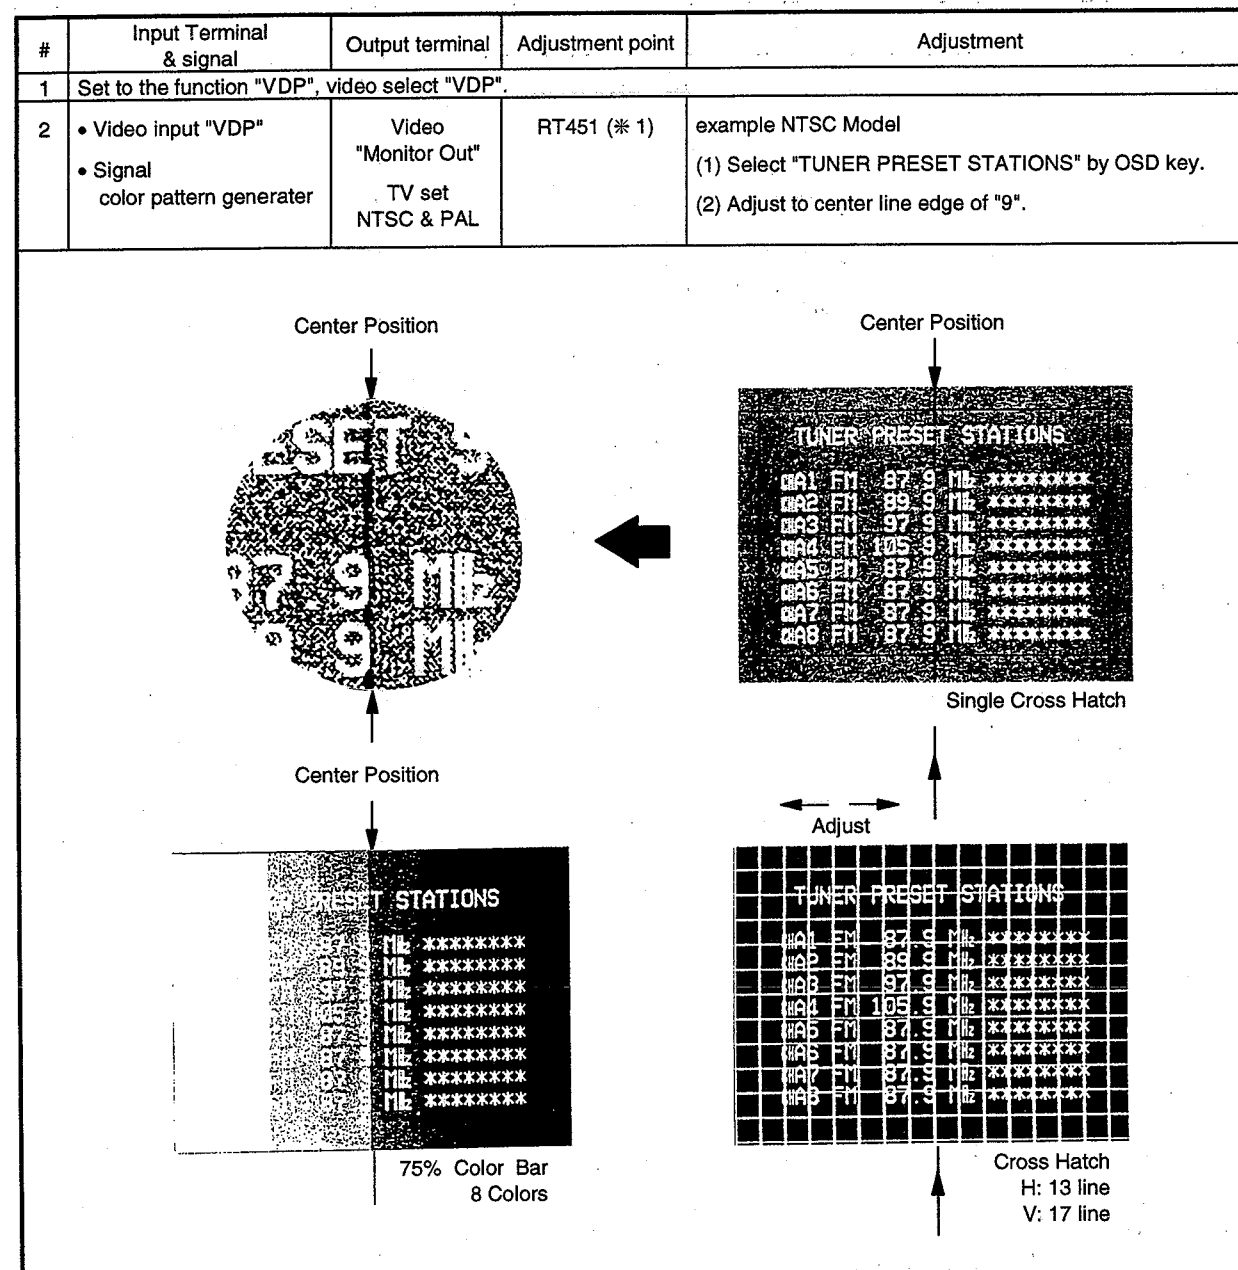 # Input Terminal & signal Output terminal Adjustment point Adjustment
1 Set to the function "VDP", video select "VDP".
2 • Video input "VDP"
• Signal
color pattern generater
Video
"Monitor Out"
TV set
NTSC & PAL
RT451 (※ 1)
example NTSC Model
(1) Select "TUNER PRESET STATIONS" by OSD key.
(2) Adjust to center line edge of "9".
Center Position
ESET S
97.9 MHz
9 M
Center Position
Center Position
TUNER PRESET STATIONS
A1 FM 87.9 MHz ********
A2 FM 89.9 MHz ********
A3 FM 97.9 MHz ********
A4 FM 105.9 MHz ********
A5 FM 87.9 MHz ********
A6 FM 87.9 MHz ********
A7 FM 87.9 MHz ********
A8 FM 87.9 MHz ********
Single Cross Hatch
PRESET STATIONS
MHz ********
MHz ********
MHz ********
MHz ********
MHz ********
MHz ********
MHz ********
MHz ********
75% Color Bar
8 Colors
Adjust
TUNER PRESET STATIONS
A1 FM 87.9 MHz ********
A2 FM 89.9 MHz ********
A3 FM 97.9 MHz ********
A4 FM 105.9 MHz ********
A5 FM 87.9 MHz ********
A6 FM 87.9 MHz ********
A7 FM 87.9 MHz ********
A8 FM 87.9 MHz ********
Cross Hatch
H: 13 line
V: 17 line